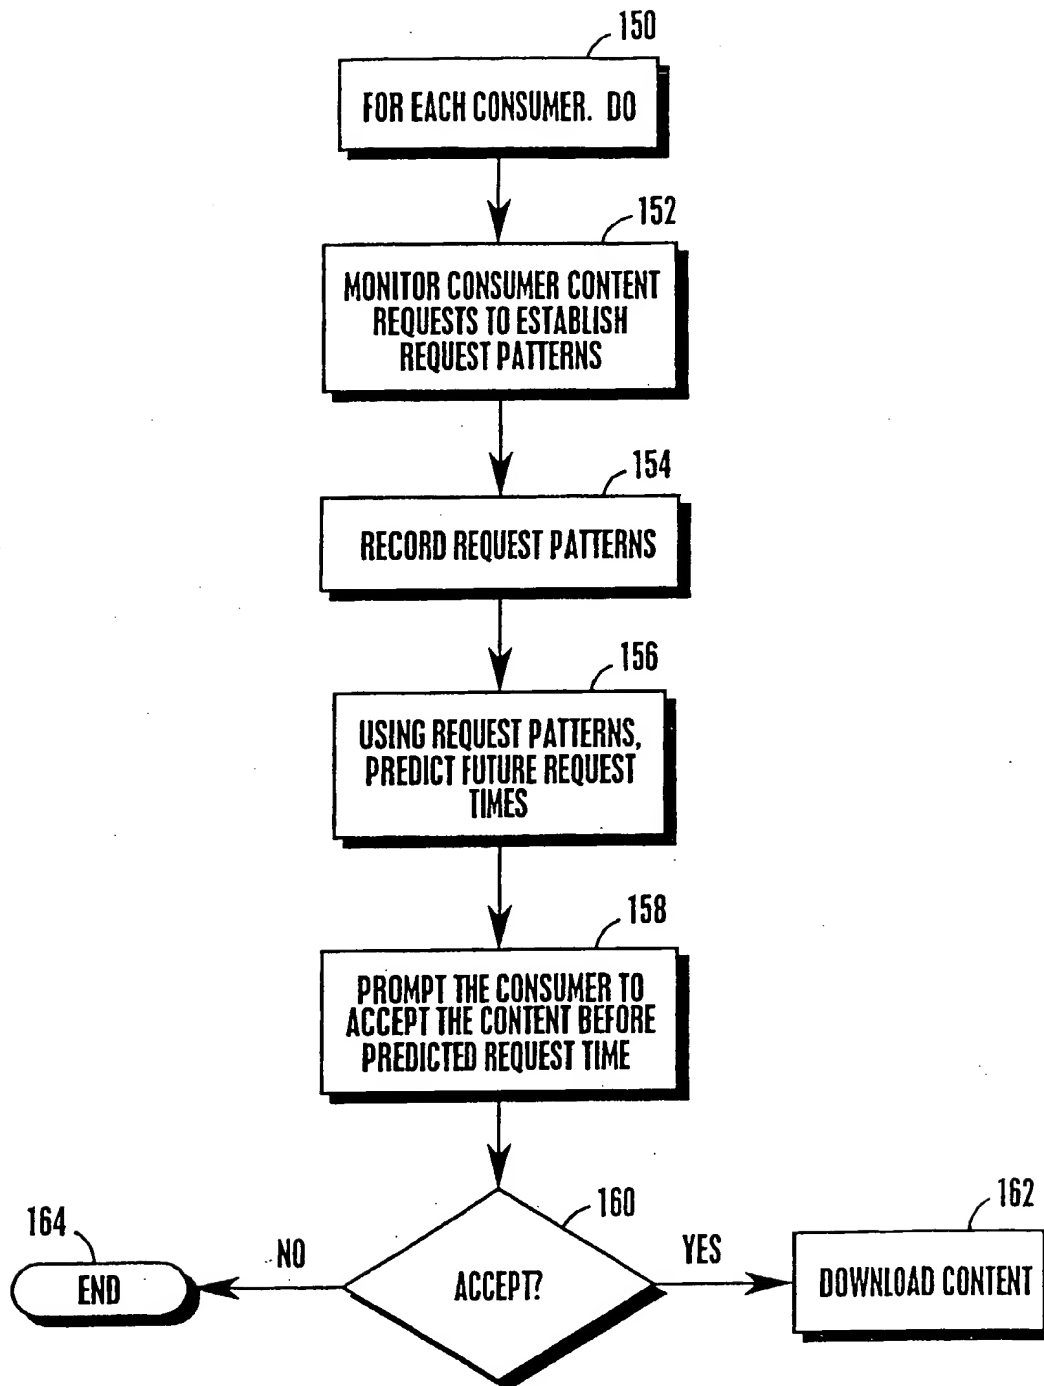 150
FOR EACH CONSUMER. DO
152
MONITOR CONSUMER CONTENT
REQUESTS TO ESTABLISH
REQUEST PATTERNS
154
RECORD REQUEST PATTERNS
156
USING REQUEST PATTERNS,
PREDICT FUTURE REQUEST
TIMES
158
PROMPT THE CONSUMER TO
ACCEPT THE CONTENT BEFORE
PREDICTED REQUEST TIME
160
ACCEPT?
NO
164
END
YES
162
DOWNLOAD CONTENT